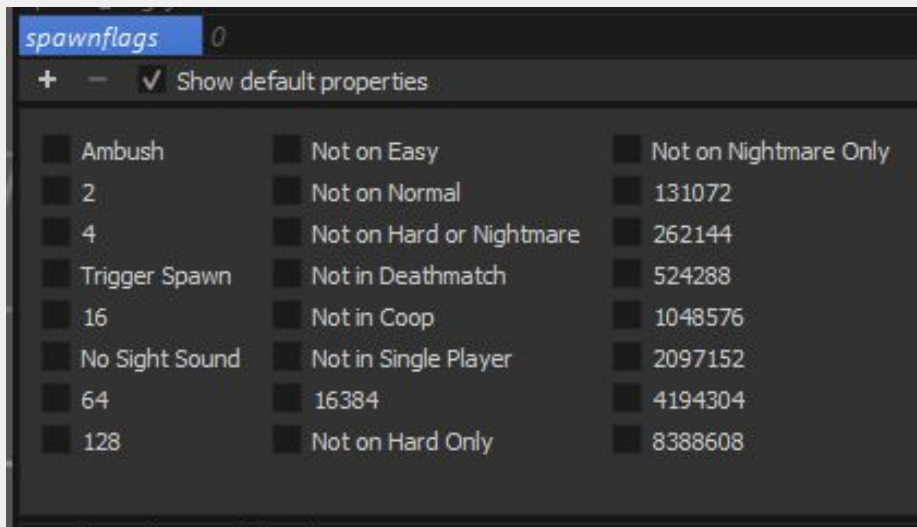 spawnflags 0
+ - Show default properties
Ambush Not on Easy Not on Nightmare Only
2 Not on Normal 131072
4 Not on Hard or Nightmare 262144
Trigger Spawn Not in Deathmatch 524288
16 Not in Coop 1048576
No Sight Sound Not in Single Player 2097152
64 16384 4194304
128 Not on Hard Only 8388608